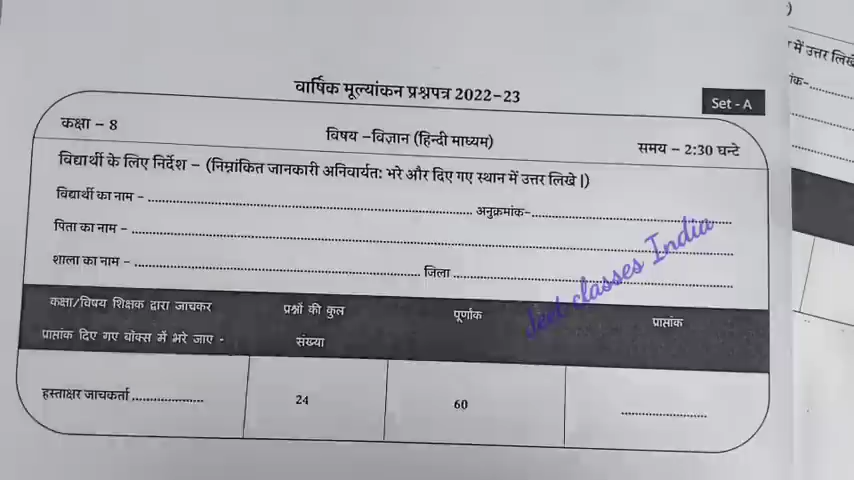 वार्षिक मूल्यांकन प्रश्नपत्र 2022-23
Set - A
कक्षा - 8
विषय -विज्ञान (हिन्दी माध्यम)
समय - 2:30 घन्टे
विद्यार्थी के लिए निर्देश - (निम्नांकित जानकारी अनिवार्यत: भरे और दिए गए स्थान में उत्तर लिखे।)
विद्यार्थी का नाम - .......... अनुक्रमांक-..........
पिता का नाम - ..........
शाला का नाम - .......... जिला ..........
Jeet classes India
कक्षा/विषय शिक्षक द्वारा जाचकर
प्राप्तांक दिए गए बॉक्स में भरे जाए -
प्रश्नों की कुल
संख्या
पूर्णांक
प्राप्तांक
हस्ताक्षर जाचकर्ता ..........
24
60
..........
में उत्तर लिखे